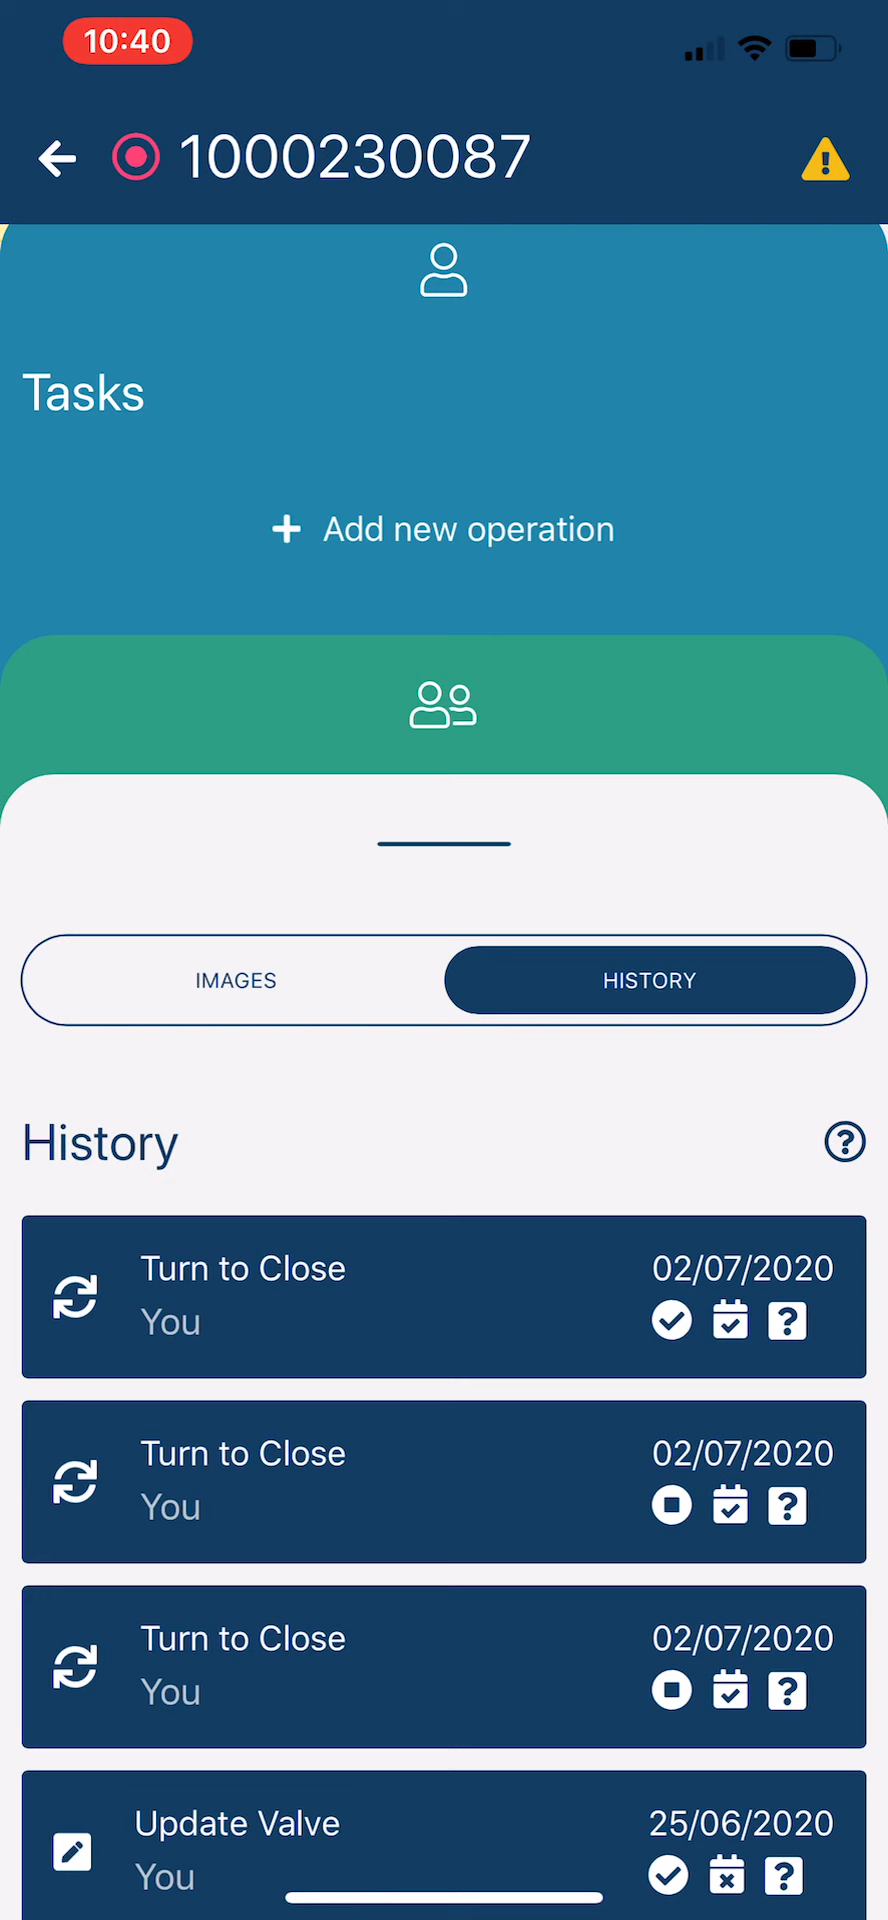 10:40
1000230087
Tasks
Add new operation
IMAGES
HISTORY
History
Turn to Close
02/07/2020
You
Turn to Close
02/07/2020
You
Turn to Close
02/07/2020
You
Update Valve
25/06/2020
You